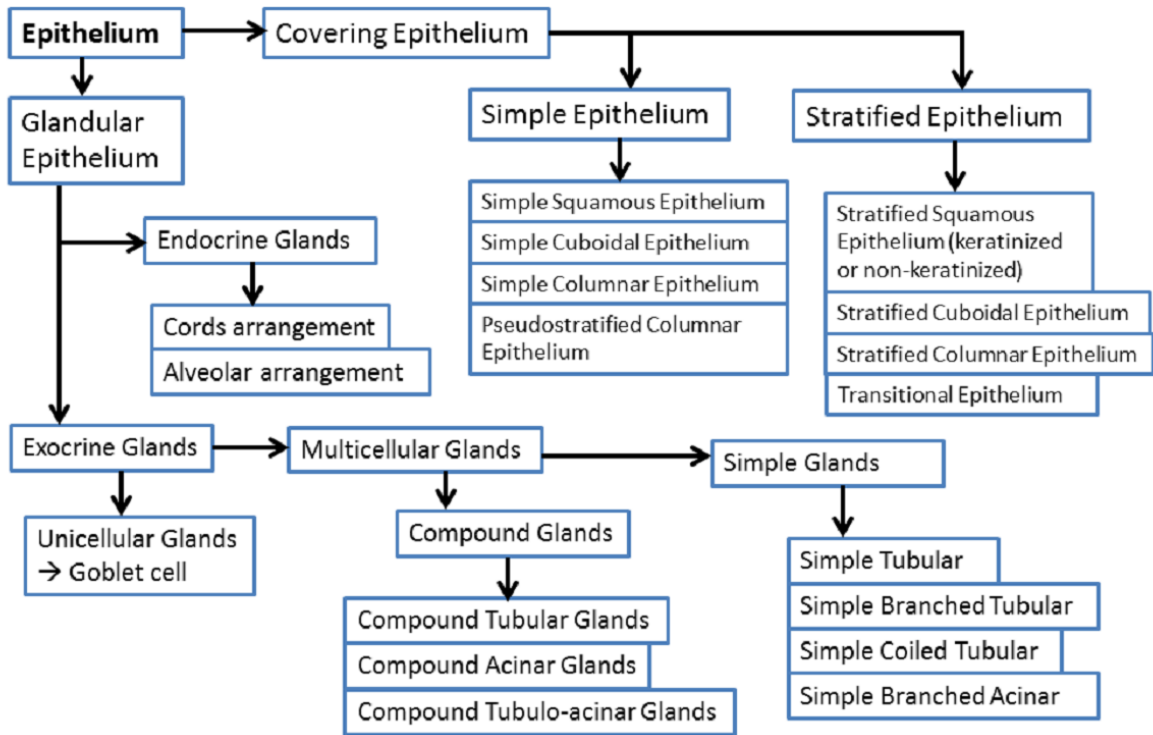 Epithelium
Covering Epithelium
Glandular
Epithelium
Simple Epithelium
Stratified Epithelium
Simple Squamous Epithelium
Simple Cuboidal Epithelium
Simple Columnar Epithelium
Pseudostratified Columnar
Epithelium
Stratified Squamous
Epithelium (keratinized
or non-keratinized)
Stratified Cuboidal Epithelium
Stratified Columnar Epithelium
Transitional Epithelium
Endocrine Glands
Cords arrangement
Alveolar arrangement
Exocrine Glands
Multicellular Glands
Simple Glands
Unicellular Glands
→ Goblet cell
Compound Glands
Compound Tubular Glands
Compound Acinar Glands
Compound Tubulo-acinar Glands
Simple Tubular
Simple Branched Tubular
Simple Coiled Tubular
Simple Branched Acinar